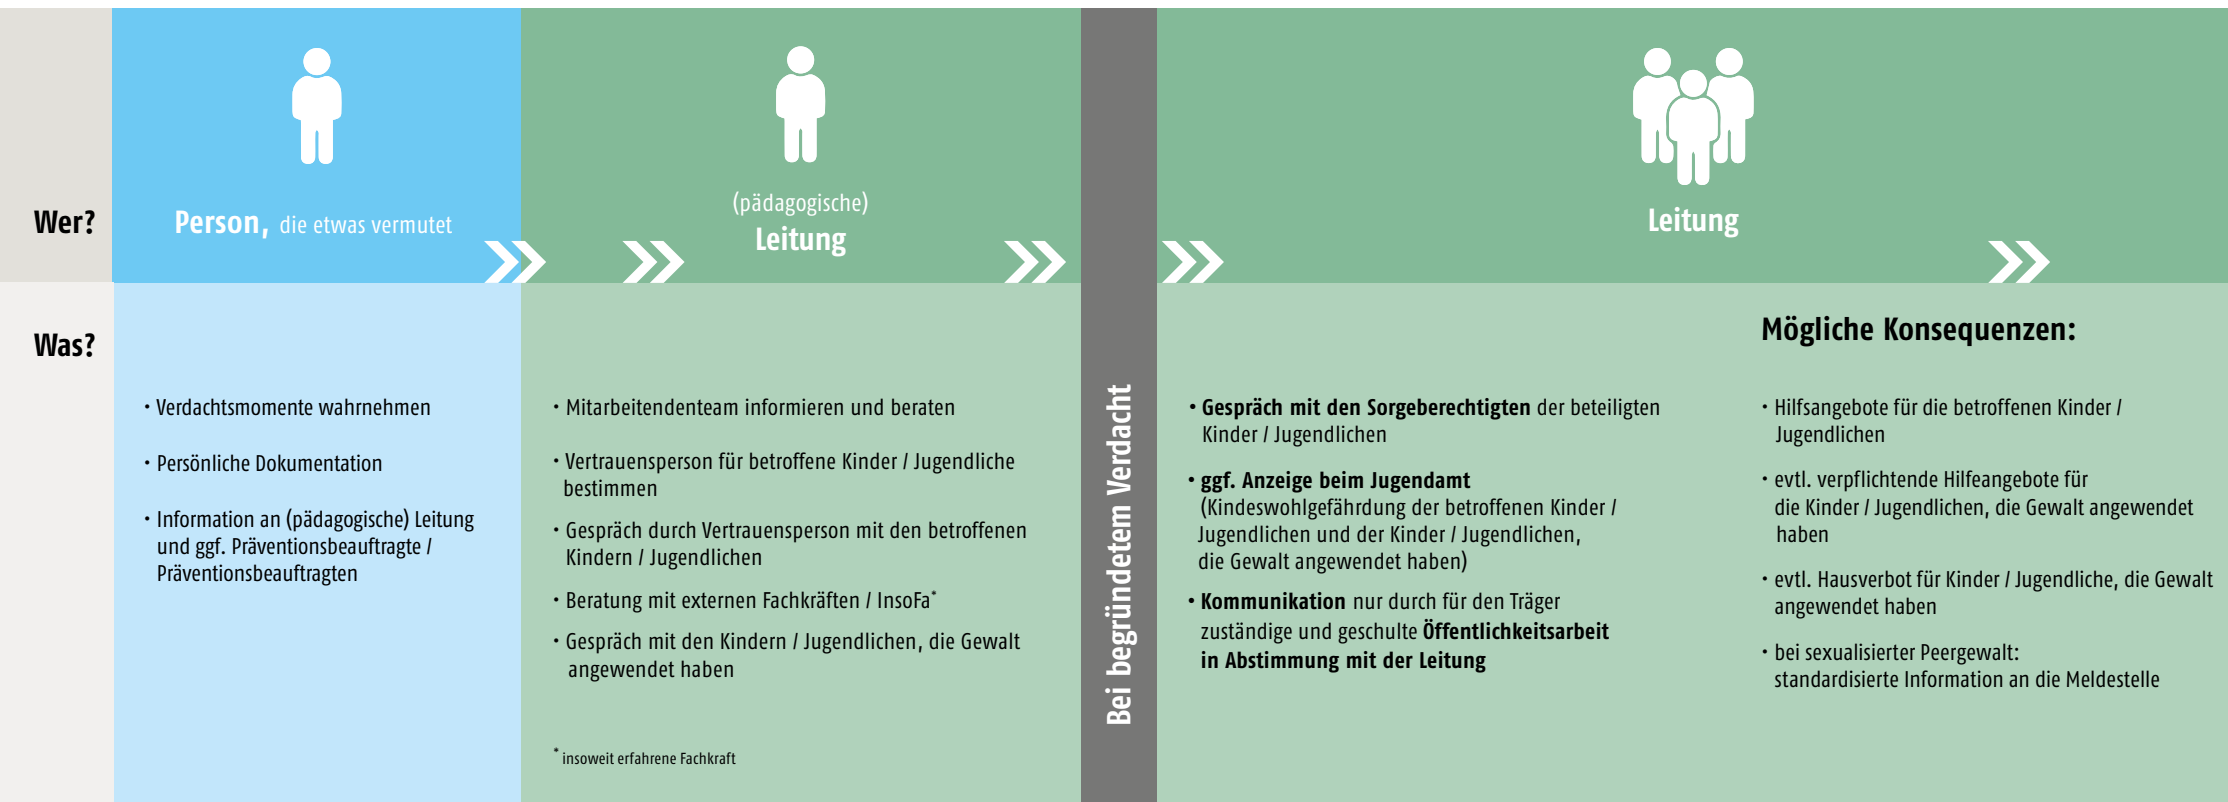 Wer?
Person, die etwas vermutet
(pädagogische)
Leitung
Leitung
Was?
· Verdachtsmomente wahrnehmen
· Persönliche Dokumentation
· Information an (pädagogische) Leitung
und ggf. Präventionsbeauftragte /
Präventionsbeauftragten
· Mitarbeitendenteam informieren und beraten
· Vertrauensperson für betroffene Kinder / Jugendliche
bestimmen
· Gespräch durch Vertrauensperson mit den betroffenen
Kindern / Jugendlichen
· Beratung mit externen Fachkräften / InsoFa*
· Gespräch mit den Kindern / Jugendlichen, die Gewalt
angewendet haben
* insoweit erfahrene Fachkraft
Bei begründetem Verdacht
· Gespräch mit den Sorgeberechtigten der beteiligten
Kinder / Jugendlichen
· ggf. Anzeige beim Jugendamt
(Kindeswohlgefährdung der betroffenen Kinder /
Jugendlichen und der Kinder / Jugendlichen,
die Gewalt angewendet haben)
· Kommunikation nur durch für den Träger
zuständige und geschulte Öffentlichkeitsarbeit
in Abstimmung mit der Leitung
Mögliche Konsequenzen:
· Hilfsangebote für die betroffenen Kinder /
Jugendlichen
· evtl. verpflichtende Hilfeangebote für
die Kinder / Jugendlichen, die Gewalt angewendet
haben
· evtl. Hausverbot für Kinder / Jugendliche, die Gewalt
angewendet haben
· bei sexualisierter Peergewalt:
standardisierte Information an die Meldestelle